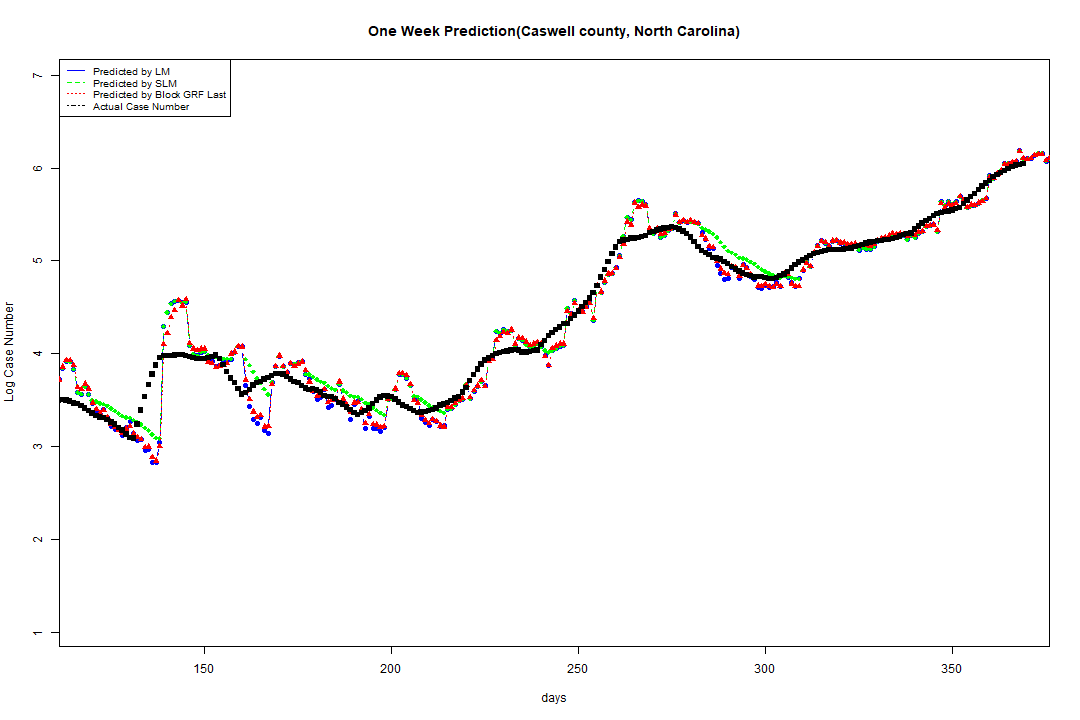 One Week Prediction(Caswell county, North Carolina)
Predicted by LM
Predicted by SLM
Predicted by Block GRF Last
Actual Case Number
Log Case Number
7
6
5
4
3
2
1
150 200 250 300 350
days